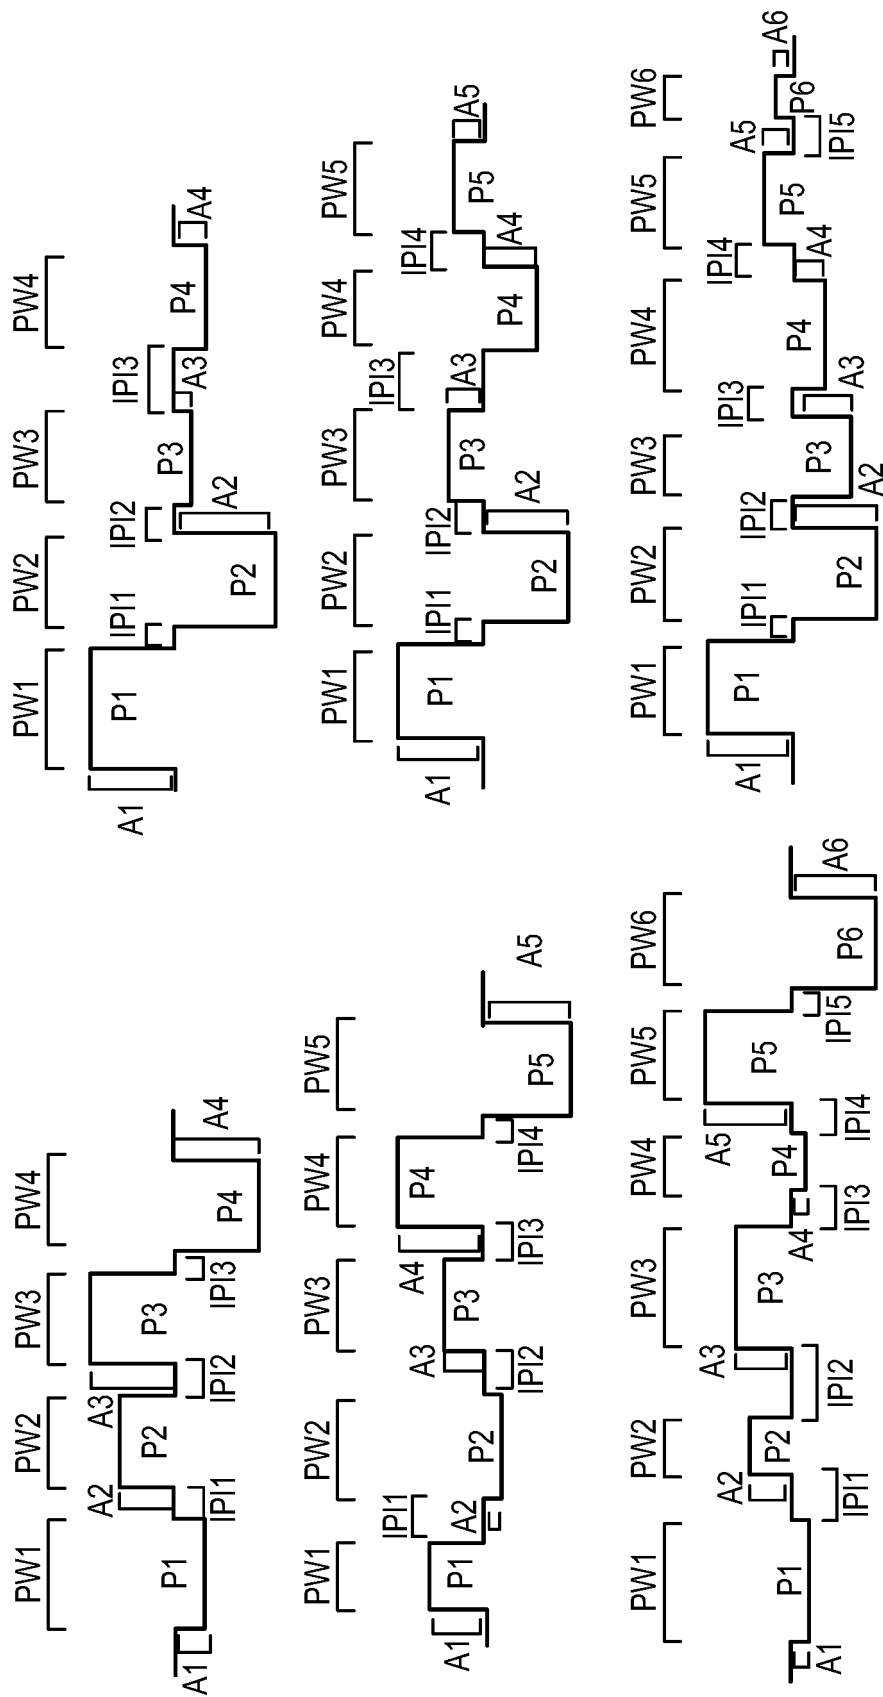 PW1 PW2 PW3 PW4
A2 A3
P2 P3
P1
A1 IPI1 IPI2 IPI3 A4
P4
PW1 PW2 PW3 PW4
A1 P1 IPI1 IPI2 IPI3
P3 A3 P4 A4
A2
P2
PW1 PW2 PW3 PW4 PW5
IPI1
A3 A4 P4
A1 P1 A2 P3
P2
IPI2 IPI3 IPI4 A5
P5
PW1 PW2 PW3 PW4 PW5
IPI3
IPI4
A1 P1 IPI1 IPI2
P3 A3 P5 A5
A2 P4 A4
P2
PW1 PW2 PW3 PW4 PW5 PW6
A3 A5
A2
P2 P3 P5
P1 P4
A4
A1 A6
IPI1 IPI2 IPI3 IPI4 IPI5 P6
PW1 PW2 PW3 PW4 PW5 PW6
IPI3 IPI4
A1 P1 IPI1 IPI2 A5 A6
P4 P5 P6
P3 A4
P2 A3 IPI5
A2